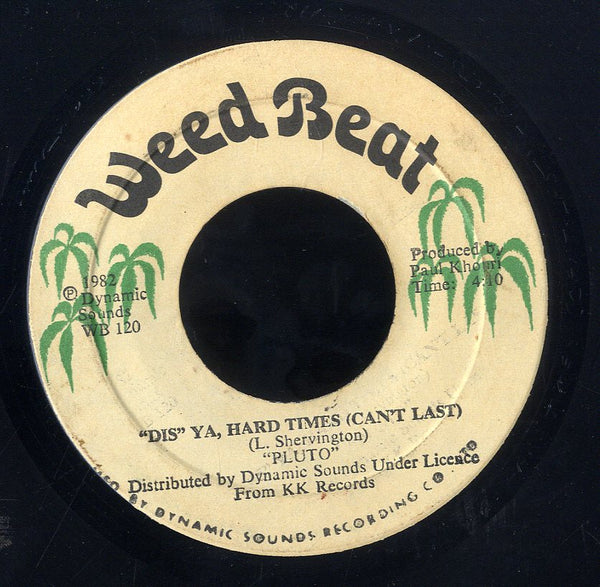 Weed Beat
Ⓟ 1982
Dynamic
Sounds
WB 120
Produced by
Paul Khouri
Time: 4:10
"DIS" YA, HARD TIMES (CAN'T LAST)
(L. Shervington)
"PLUTO"
Distributed by Dynamic Sounds Under Licence
From KK Records
BY DYNAMIC SOUNDS RECORDING CO